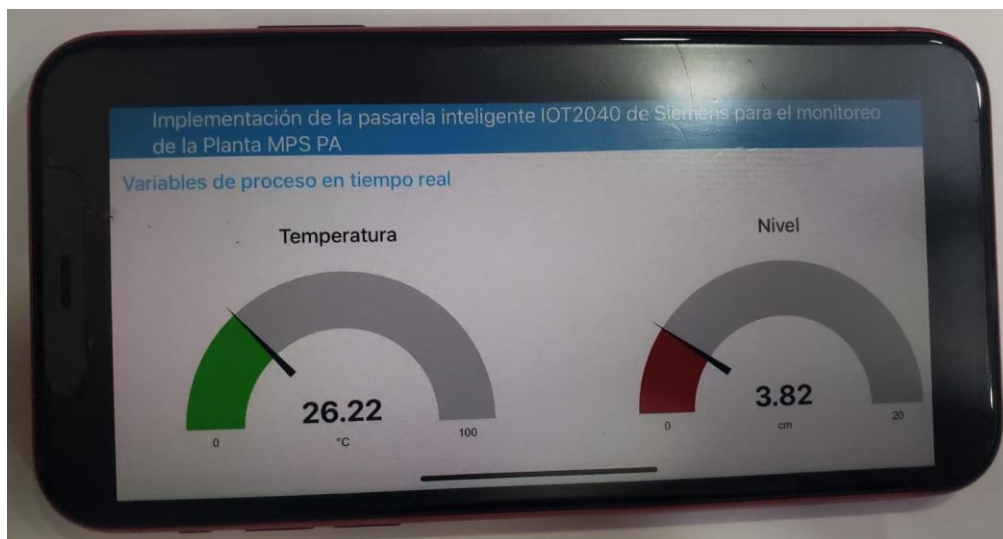 Implementación de la pasarela inteligente IOT2040 de Siemens para el monitoreo
de la Planta MPS PA
Variables de proceso en tiempo real
Temperatura
26.22
0
°C
100
Nivel
3.82
0
cm
20